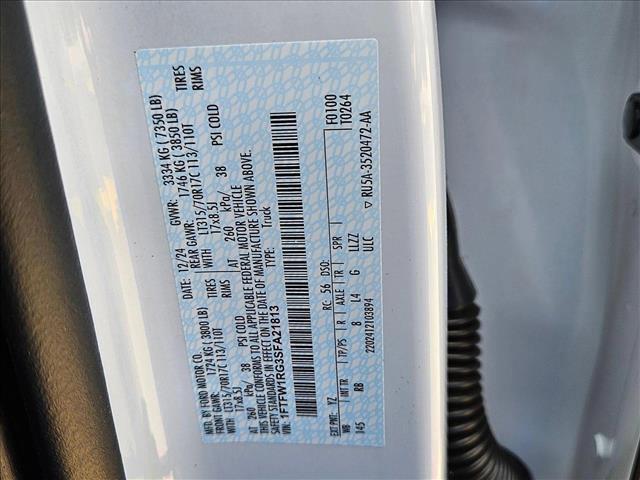 MFD. BY FORD MOTOR CO.
DATE: 12/24 GVWR: 3334 KG ( 7350 LB)
FRONT GAWR: 1724 KG ( 3800 LB) REAR GAWR: 1746 KG ( 3850 LB)
LT315/70R17C 113/110T TIRES WITH LT315/70R17C 113/110T TIRES
17x8.5J RIMS 17x8.5J RIMS
AT 260 kPa/ 38 PSI COLD AT 260 kPa/ 38 PSI COLD
THIS VEHICLE CONFORMS TO ALL APPLICABLE FEDERAL MOTOR VEHICLE
SAFETY STANDARDS IN EFFECT ON THE DATE OF MANUFACTURE SHOWN ABOVE.
VIN: 1FTFW1RG3SFA21813 TYPE: Truck
F0100
T0264
EXT PNT: YZ RC: 56 DSO:
WB INT TR TP/PS R AXLE TR SPR
145 RB 8 L4 G LLZZ
220241210389​4 ULC
RU5A-3520472-AA